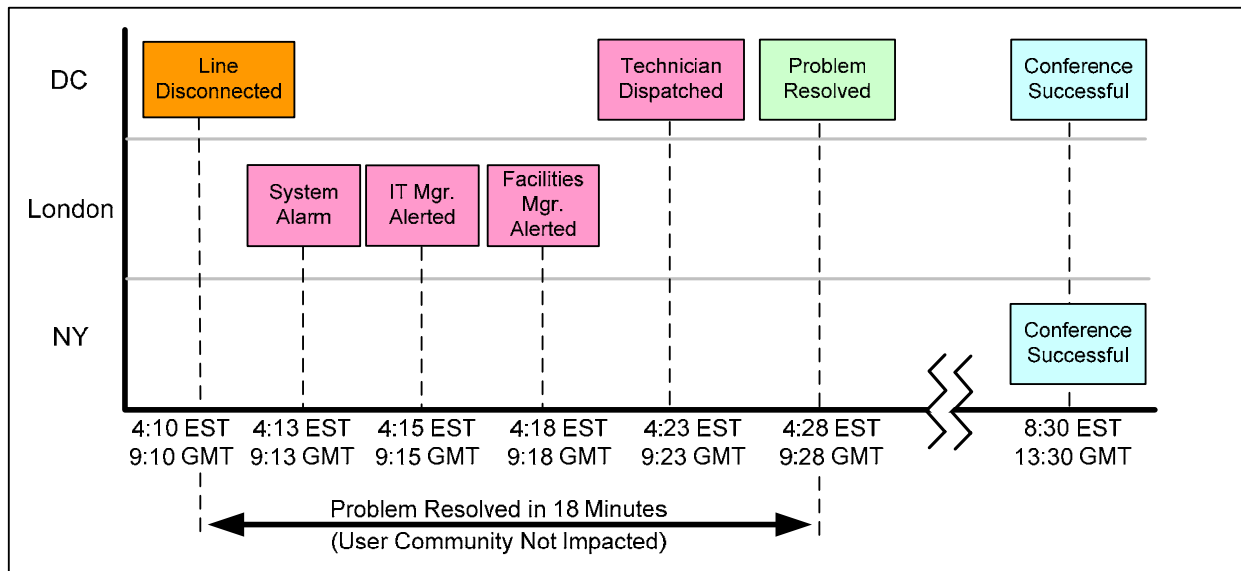 DC
Line
Disconnected
Technician
Dispatched
Problem
Resolved
Conference
Successful
London
System
Alarm
IT Mgr.
Alerted
Facilities
Mgr.
Alerted
NY
Conference
Successful
4:10 EST
9:10 GMT
4:13 EST
9:13 GMT
4:15 EST
9:15 GMT
4:18 EST
9:18 GMT
4:23 EST
9:23 GMT
4:28 EST
9:28 GMT
8:30 EST
13:30 GMT
Problem Resolved in 18 Minutes
(User Community Not Impacted)